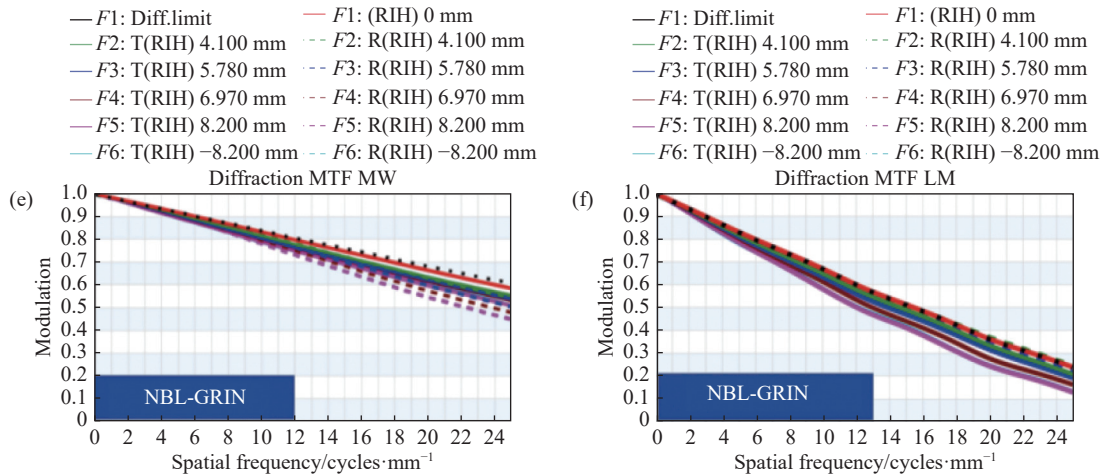 F1: Diff.limit F1: (RIH) 0 mm
F2: T(RIH) 4.100 mm F2: R(RIH) 4.100 mm
F3: T(RIH) 5.780 mm F3: R(RIH) 5.780 mm
F4: T(RIH) 6.970 mm F4: R(RIH) 6.970 mm
F5: T(RIH) 8.200 mm F5: R(RIH) 8.200 mm
F6: T(RIH) −8.200 mm F6: R(RIH) −8.200 mm
(e) Diffraction MTF MW
1.0
0.9
0.8
0.7
0.6
0.5
0.4
0.3
0.2
0.1
0
Modulation
NBL-GRIN
0 2 4 6 8 10 12 14 16 18 20 22 24
Spatial frequency/cycles·mm⁻¹
F1: Diff.limit F1: (RIH) 0 mm
F2: T(RIH) 4.100 mm F2: R(RIH) 4.100 mm
F3: T(RIH) 5.780 mm F3: R(RIH) 5.780 mm
F4: T(RIH) 6.970 mm F4: R(RIH) 6.970 mm
F5: T(RIH) 8.200 mm F5: R(RIH) 8.200 mm
F6: T(RIH) −8.200 mm F6: R(RIH) −8.200 mm
(f) Diffraction MTF LM
1.0
0.9
0.8
0.7
0.6
0.5
0.4
0.3
0.2
0.1
0
Modulation
NBL-GRIN
0 2 4 6 8 10 12 14 16 18 20 22 24
Spatial frequency/cycles·mm⁻¹